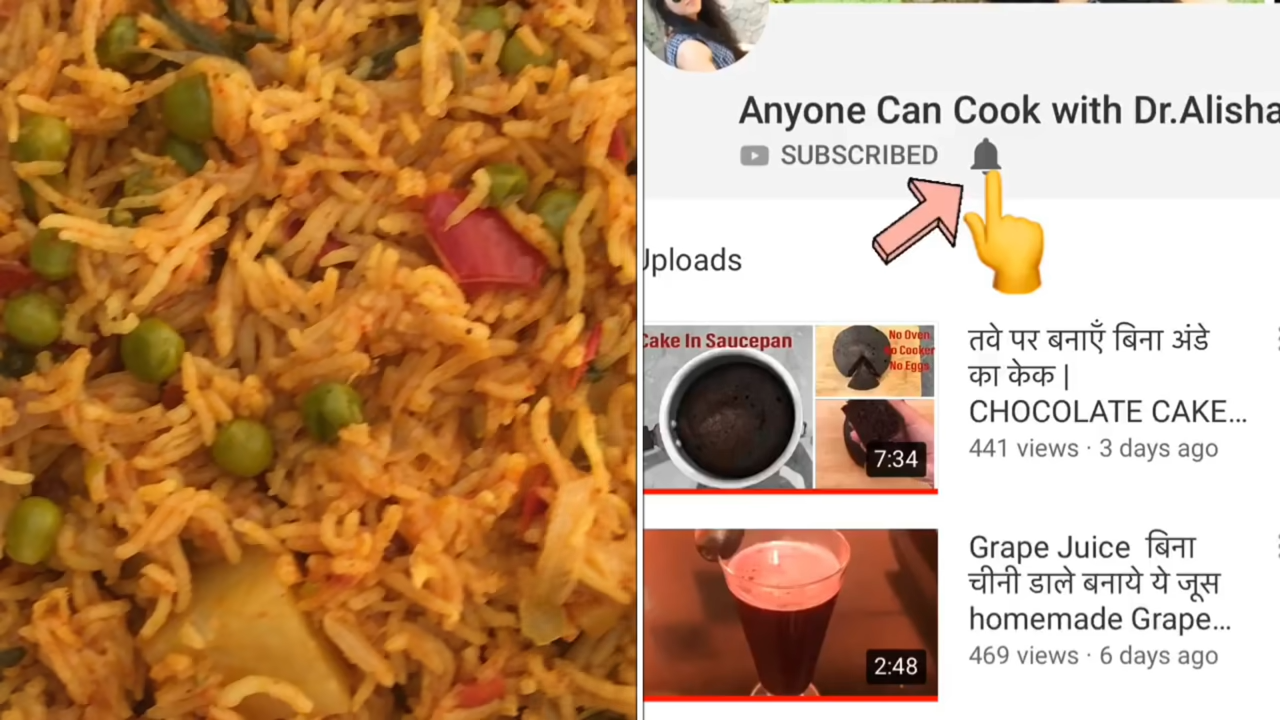 Anyone Can Cook with Dr.Alisha
SUBSCRIBED
Uploads
Cake In Saucepan
No Oven
No Cooker
No Eggs
7:34
तवे पर बनाएँ बिना अंडे
का केक |
CHOCOLATE CAKE...
441 views · 3 days ago
2:48
Grape Juice बिना
चीनी डाले बनाये ये जूस
homemade Grape...
469 views · 6 days ago